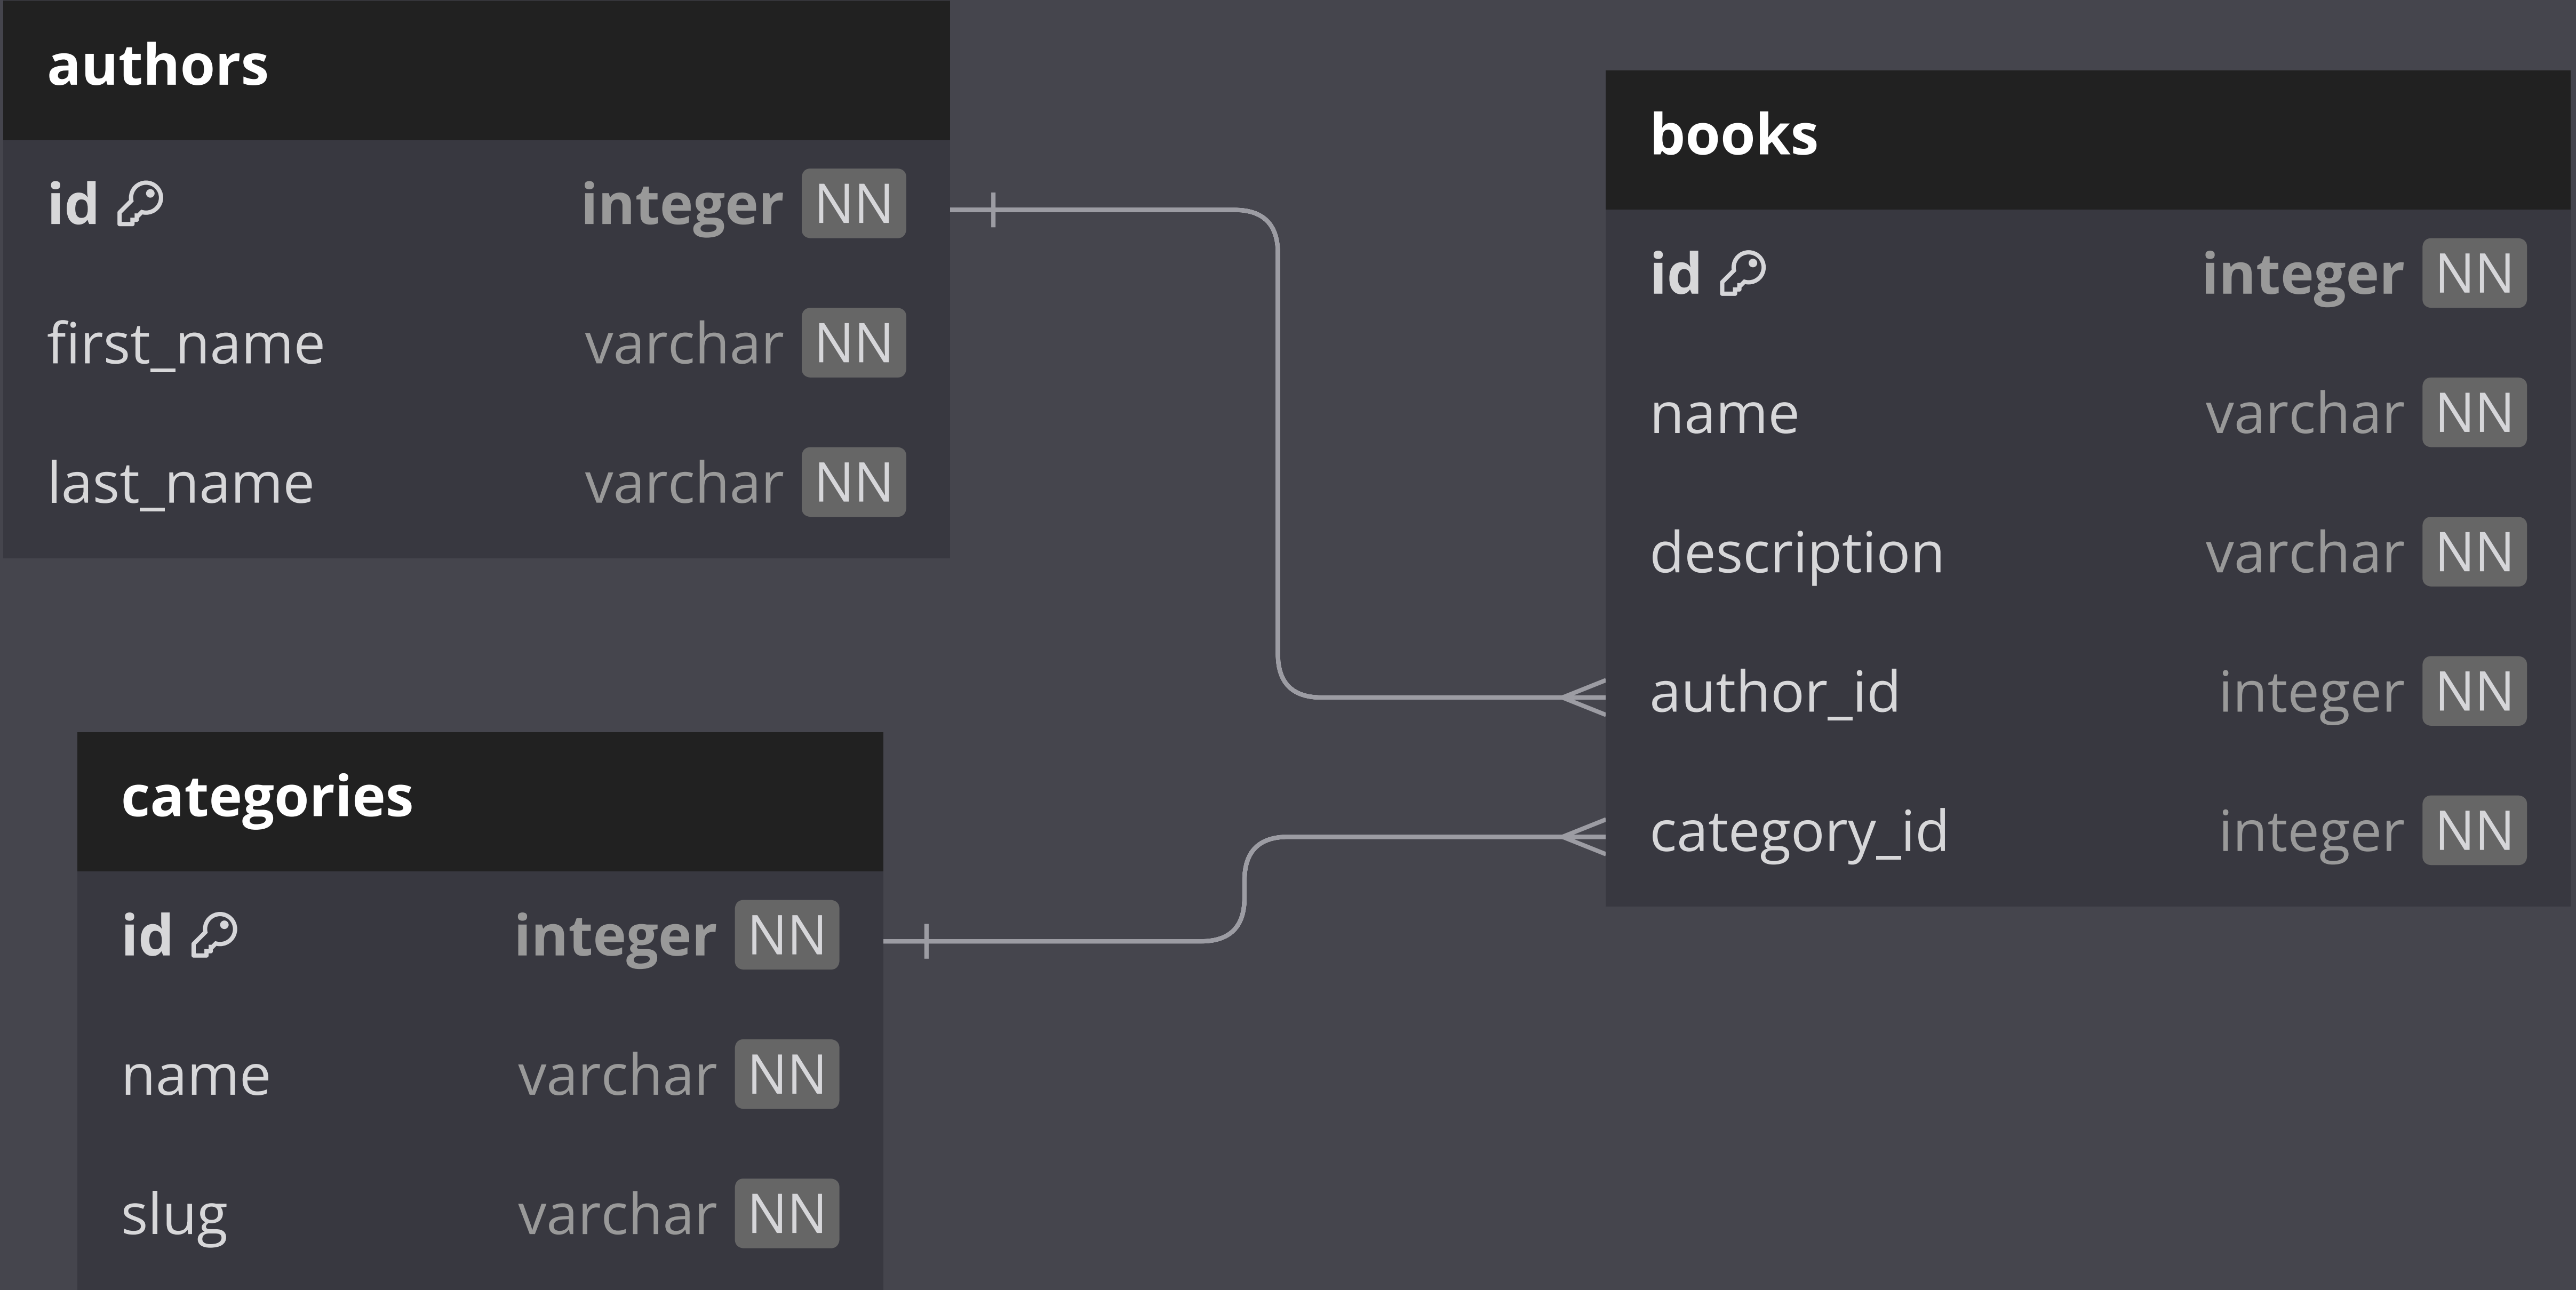 authors
id integer NN
first_name varchar NN
last_name varchar NN
books
id integer NN
name varchar NN
description varchar NN
author_id integer NN
category_id integer NN
categories
id integer NN
name varchar NN
slug varchar NN